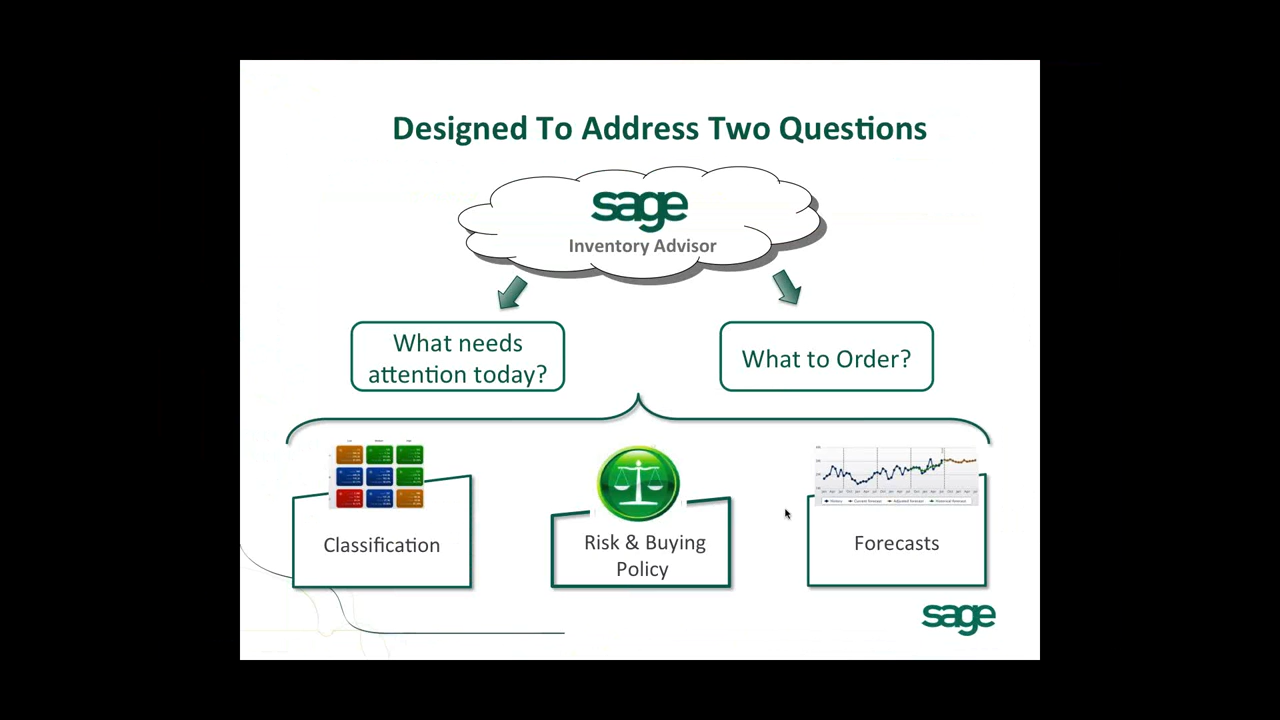 Designed To Address Two Questions
sage
Inventory Advisor
What needs
attention today?
What to Order?
Classification
Risk & Buying
Policy
Forecasts
sage